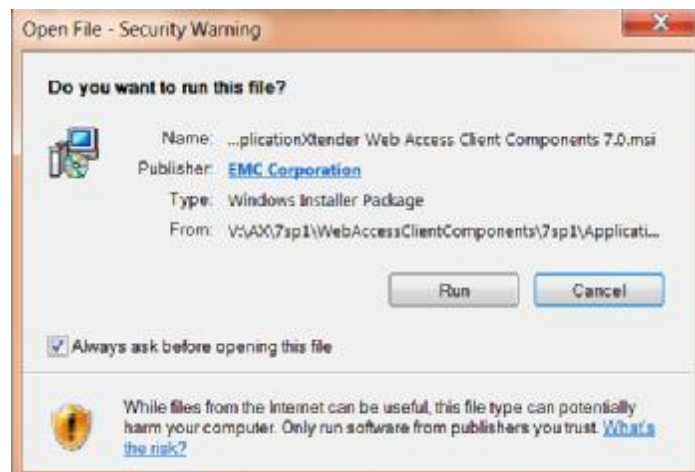 Open File - Security Warning
Do you want to run this file?
Name: ...plicationXtender Web Access Client Components 7.0.msi
Publisher: EMC Corporation
Type: Windows Installer Package
From: V:\AX\7sp1\WebAccessClientComponents\7sp1\Applicati...
Run Cancel
Always ask before opening this file
While files from the Internet can be useful, this file type can potentially
harm your computer. Only run software from publishers you trust. What's
the risk?